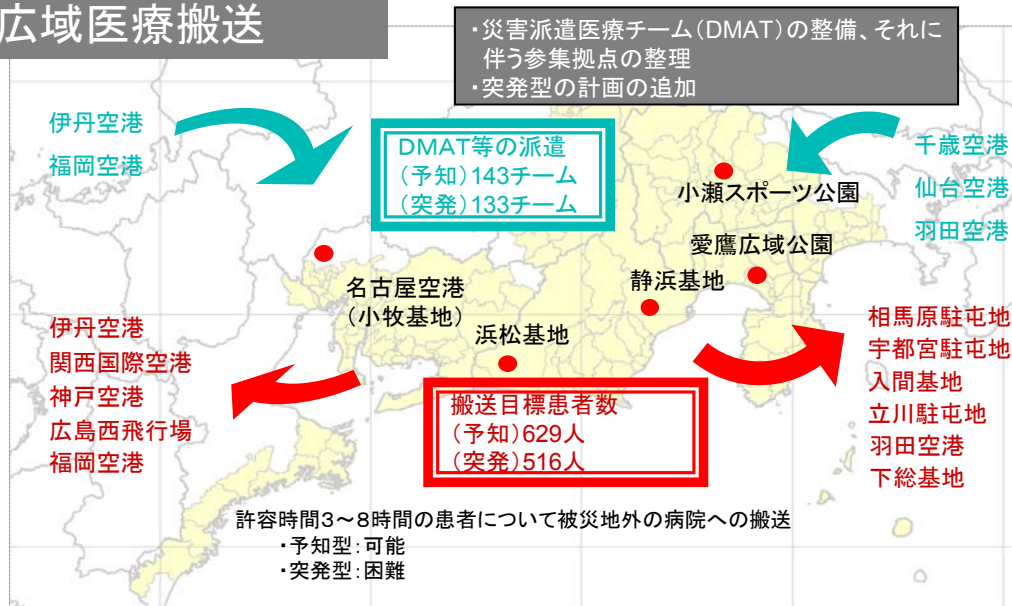 広域医療搬送
・災害派遣医療チーム(DMAT)の整備、それに
伴う参集拠点の整理
・突発型の計画の追加
伊丹空港
福岡空港
DMAT等の派遣
(予知)143チーム
(突発)133チーム
千歳空港
仙台空港
羽田空港
小瀬スポーツ公園
愛鷹広域公園
静浜基地
名古屋空港
(小牧基地)
浜松基地
伊丹空港
関西国際空港
神戸空港
広島西飛行場
福岡空港
搬送目標患者数
(予知)629人
(突発)516人
相馬原駐屯地
宇都宮駐屯地
入間基地
立川駐屯地
羽田空港
下総基地
許容時間3~8時間の患者について被災地外の病院への搬送
・予知型:可能
・突発型:困難